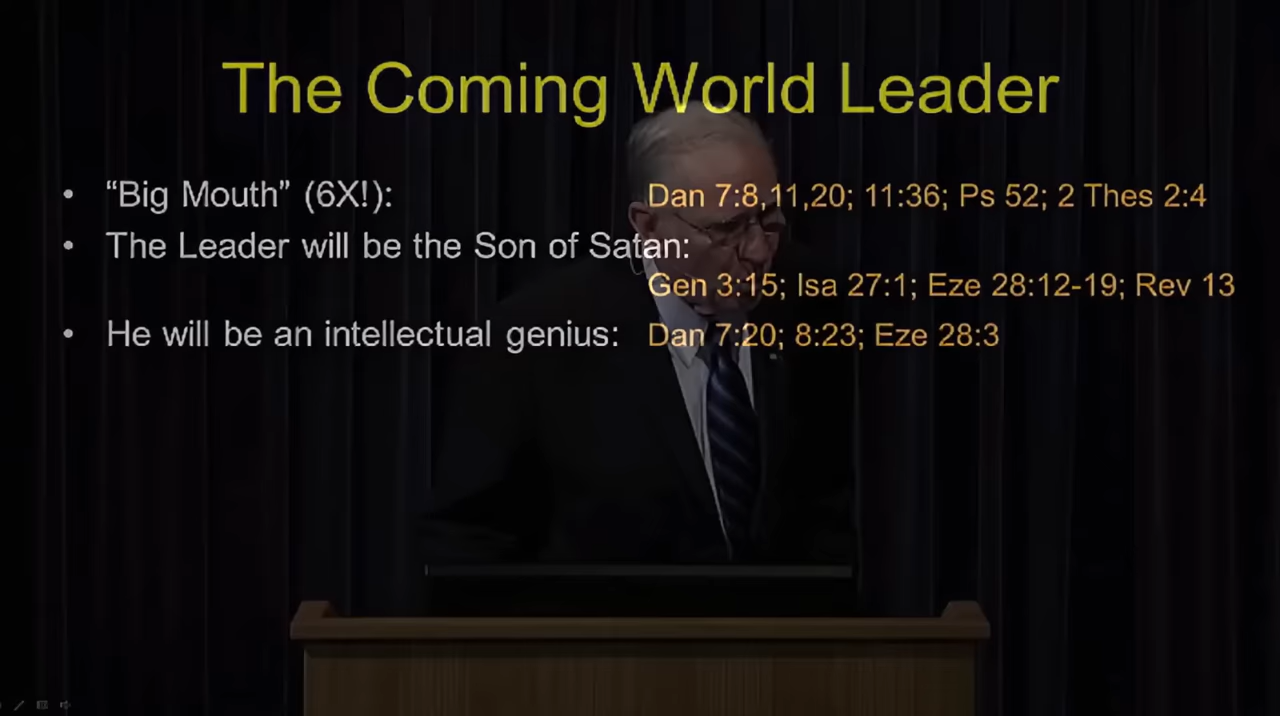 The Coming World Leader
• “Big Mouth” (6X!): Dan 7:8,11,20; 11:36; Ps 52; 2 Thes 2:4
• The Leader will be the Son of Satan:
Gen 3:15; Isa 27:1; Eze 28:12-19; Rev 13
• He will be an intellectual genius: Dan 7:20; 8:23; Eze 28:3